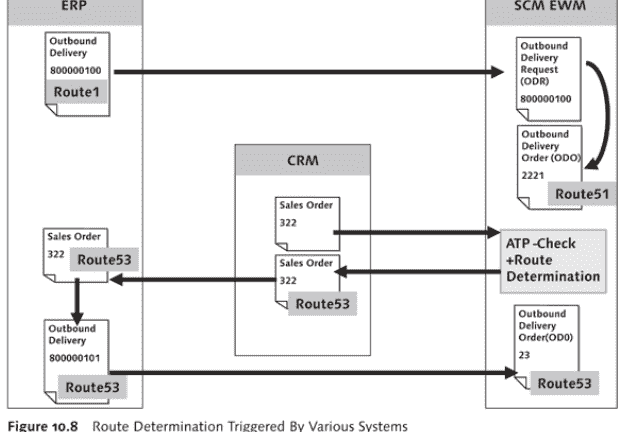 ERP
SCM EWM
Outbound
Delivery
800000100
Route1
Outbound
Delivery
Request
(ODR)
800000100
Outbound
Delivery
Order (ODO)
2221
Route51
CRM
Sales Order
322
ATP -Check
+Route
Determination
Sales Order
322
Route53
Sales Order
322
Route53
Outbound
Delivery
800000101
Route53
Outbound
Delivery
Order(OD0)
23
Route53
Figure 10.8 Route Determination Triggered By Various Systems